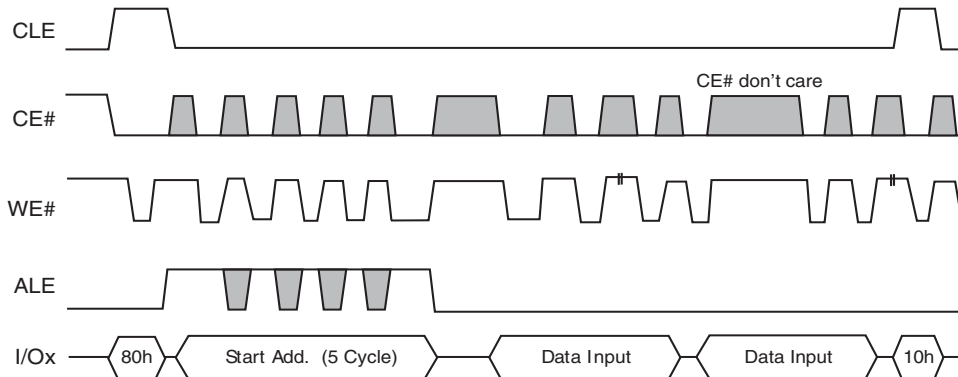 CLE
CE# don't care
CE#
WE#
ALE
I/Ox
80h
Start Add. (5 Cycle)
Data Input
Data Input
10h